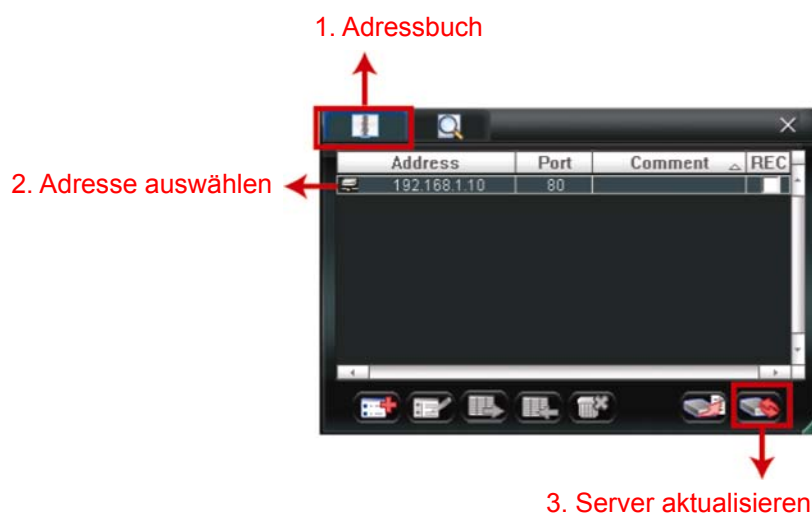 1. Adressbuch
Address Port Comment REC
2. Adresse auswählen
192.168.1.10 80
3. Server aktualisieren